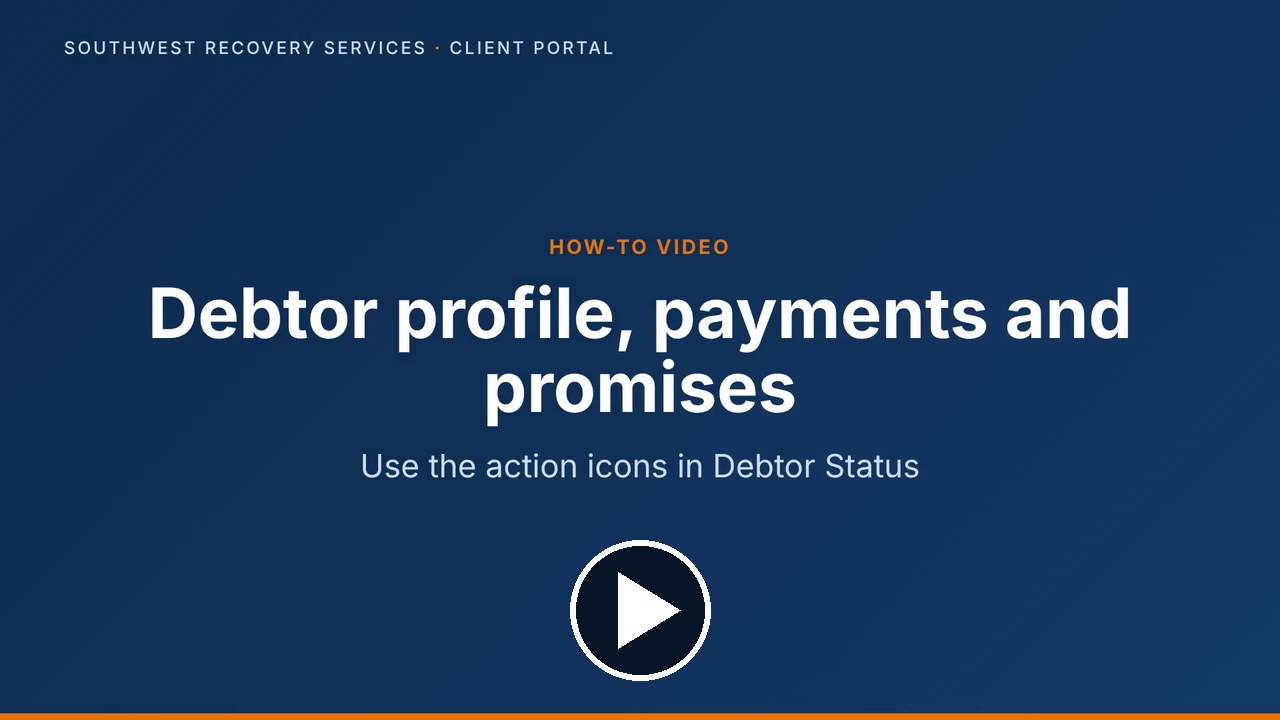 SOUTHWEST RECOVERY SERVICES · CLIENT PORTAL
HOW-TO VIDEO
Debtor profile, payments and
promises
Use the action icons in Debtor Status